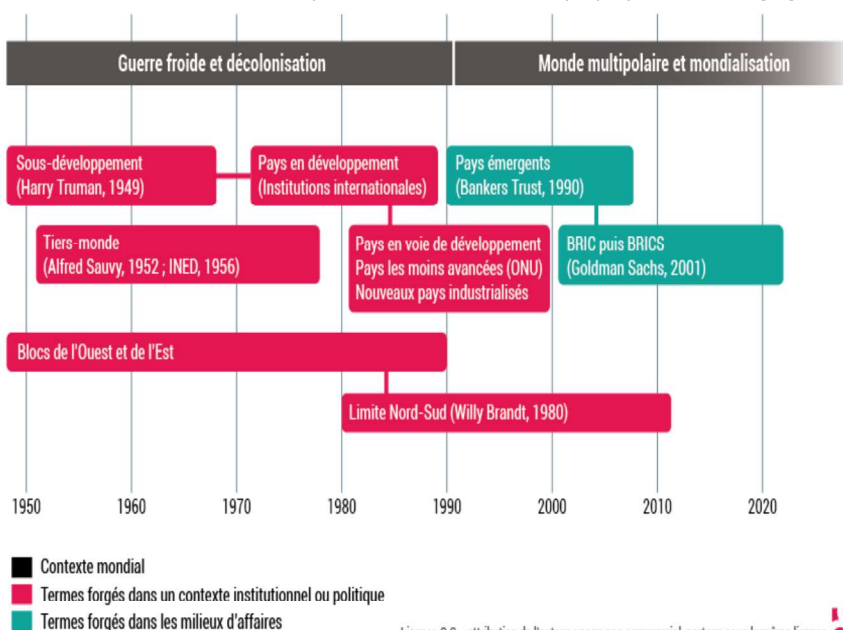 Guerre froide et décolonisation
Monde multipolaire et mondialisation
Sous-développement
(Harry Truman, 1949)
Pays en développement
(Institutions internationales)
Pays émergents
(Bankers Trust, 1990)
Tiers-monde
(Alfred Sauvy, 1952 ; INED, 1956)
Pays en voie de développement
Pays les moins avancées (ONU)
Nouveaux pays industrialisés
BRIC puis BRICS
(Goldman Sachs, 2001)
Blocs de l'Ouest et de l'Est
Limite Nord-Sud (Willy Brandt, 1980)
1950 1960 1970 1980 1990 2000 2010 2020
Contexte mondial
Termes forgés dans un contexte institutionnel ou politique
Termes forgés dans les milieux d'affaires